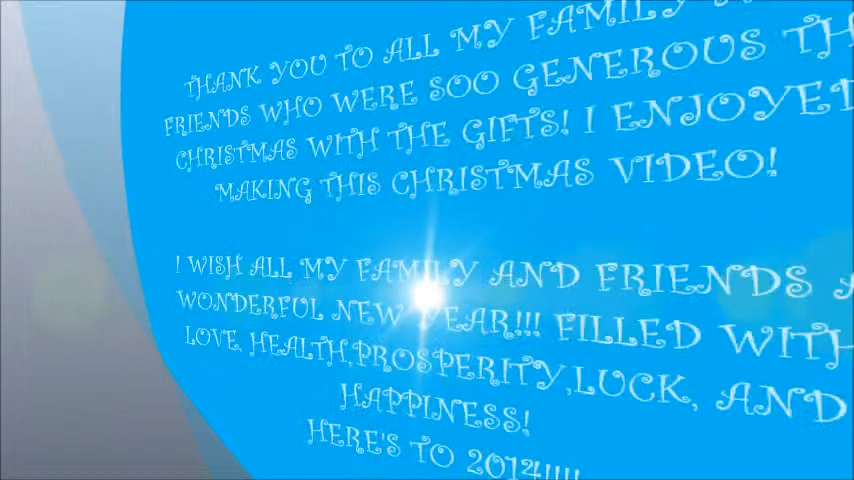 THANK YOU TO ALL MY FAMILY
FRIENDS WHO WERE SOO GENEROUS
CHRISTMAS WITH THE GIFTS! I ENJOYED
MAKING THIS CHRISTMAS VIDEO!
I WISH ALL MY FAMILY AND FRIENDS A
WONDERFUL NEW YEAR!!! FILLED WITH
LOVE, HEALTH,PROSPERITY,LUCK, AND
HAPPINESS!
HERE'S TO 2014!!!!!